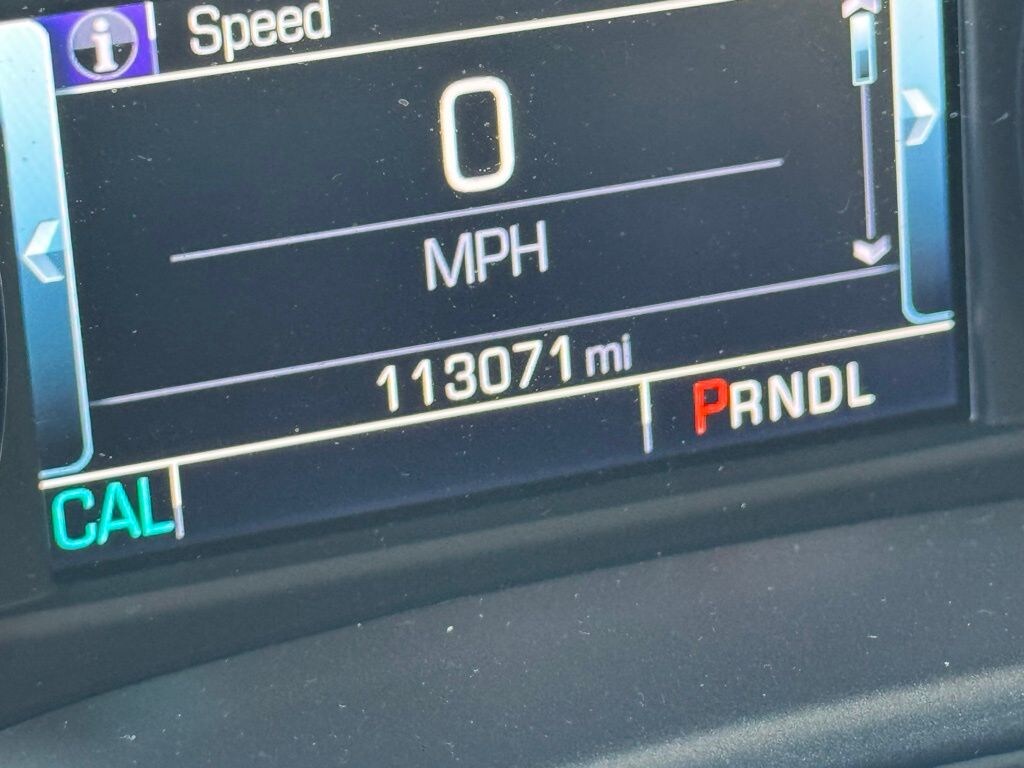 i Speed
0
MPH
113071 mi
PRNDL
CAL